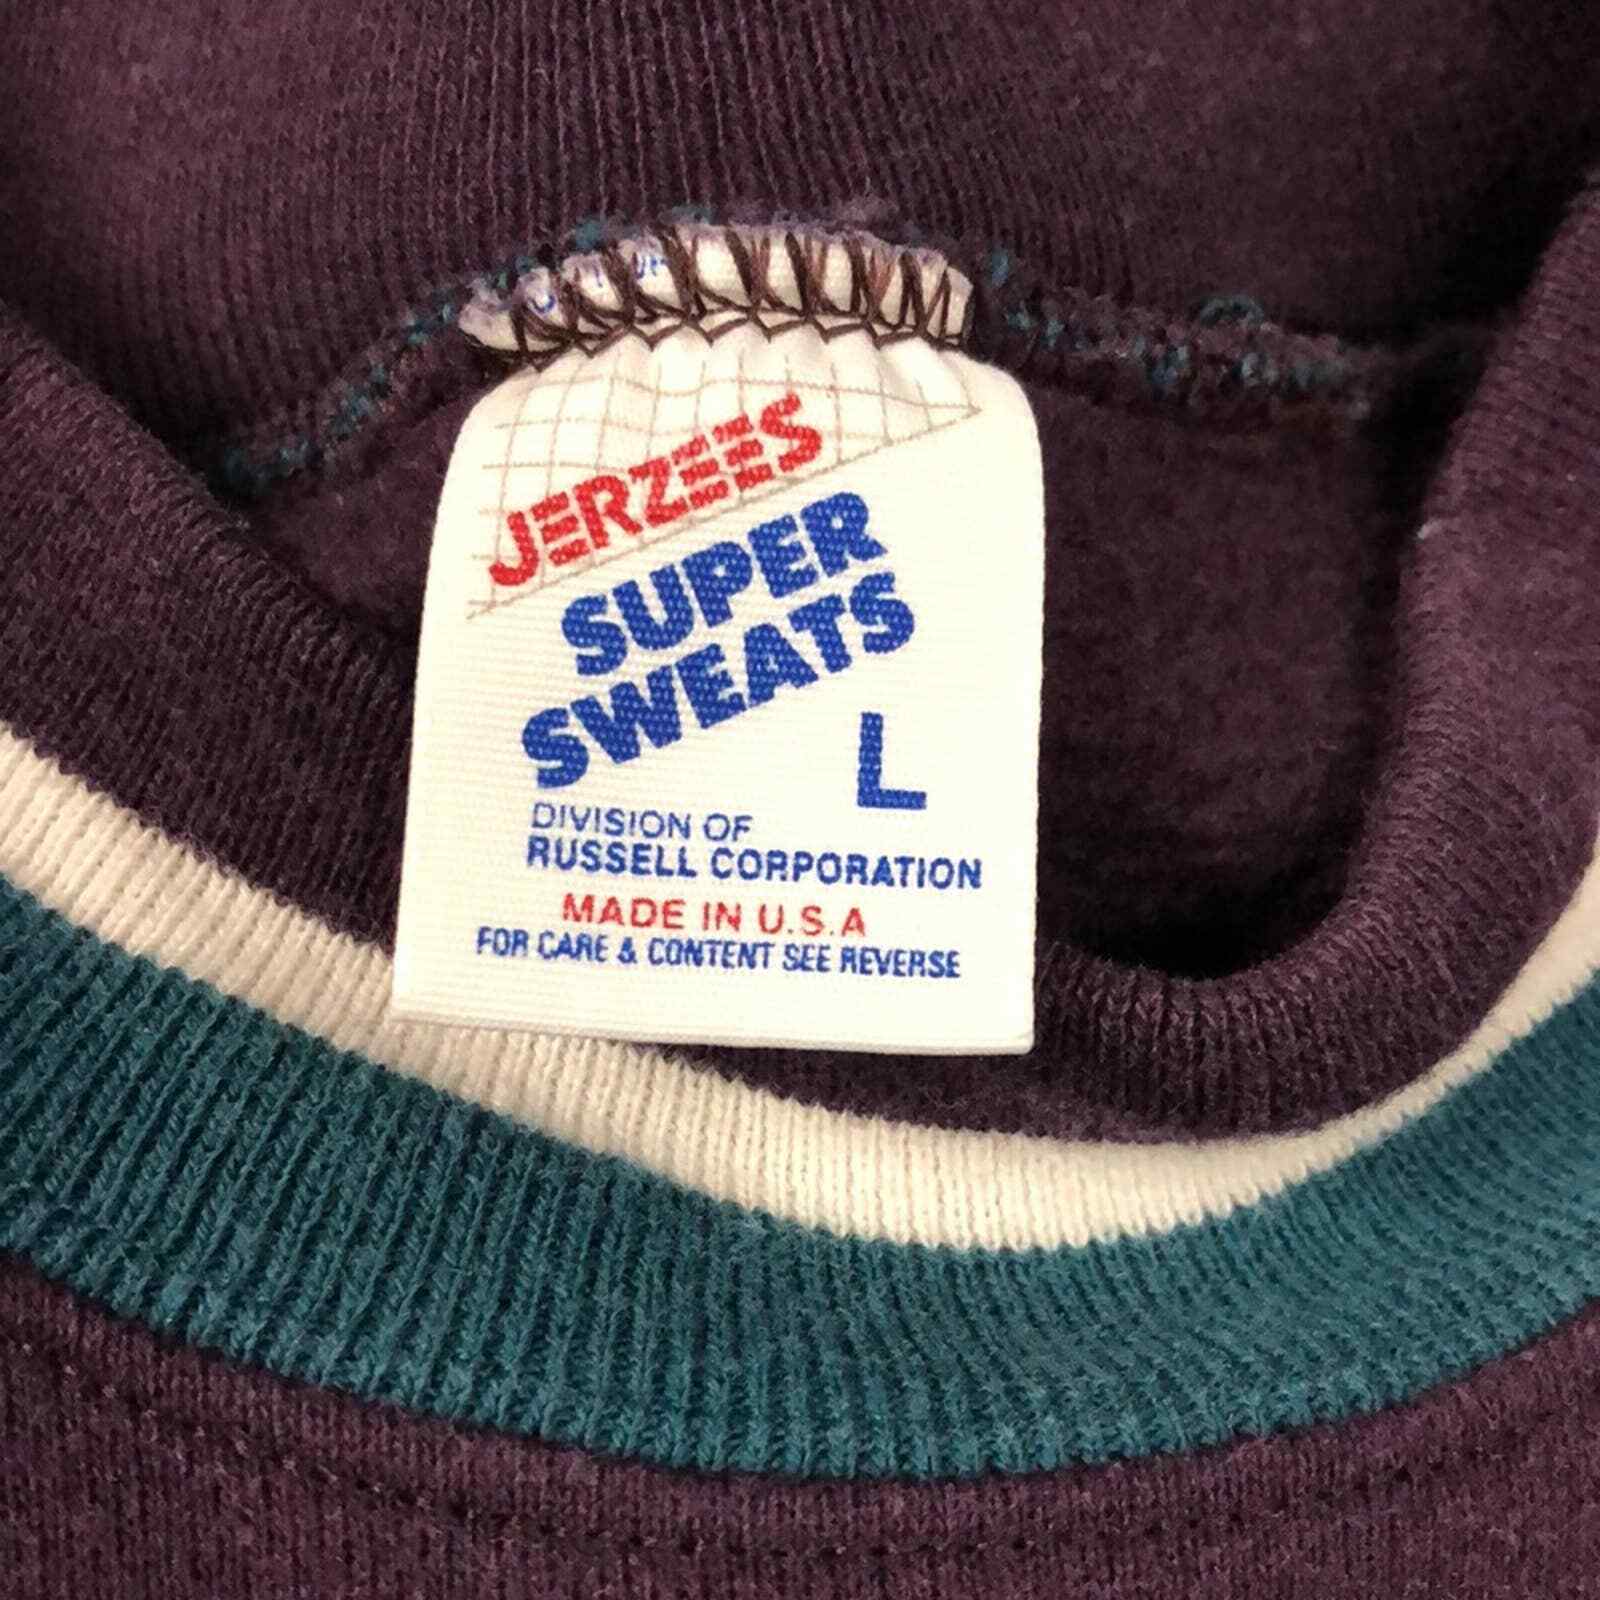 JERZEES
SUPER
SWEATS
L
DIVISION OF
RUSSELL CORPORATION
MADE IN U.S.A
FOR CARE & CONTENT SEE REVERSE